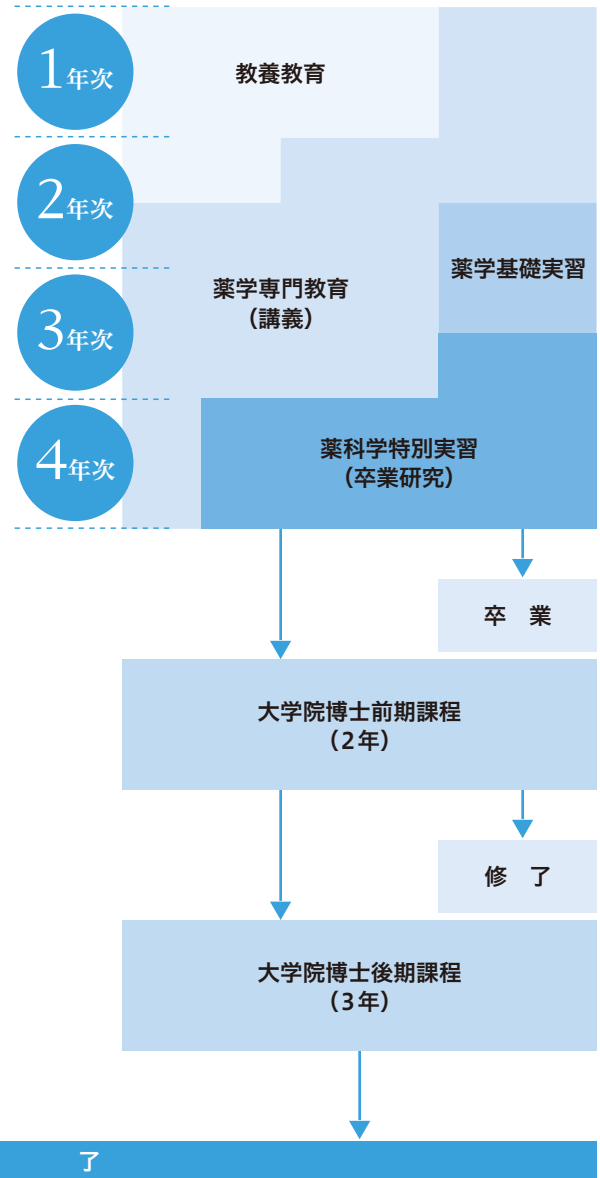 1年次
教養教育
2年次
薬学基礎実習
薬学専門教育
（講義）
3年次
4年次
薬科学特別実習
（卒業研究）
卒　業
大学院博士前期課程
（2年）
修　了
大学院博士後期課程
（3年）
了